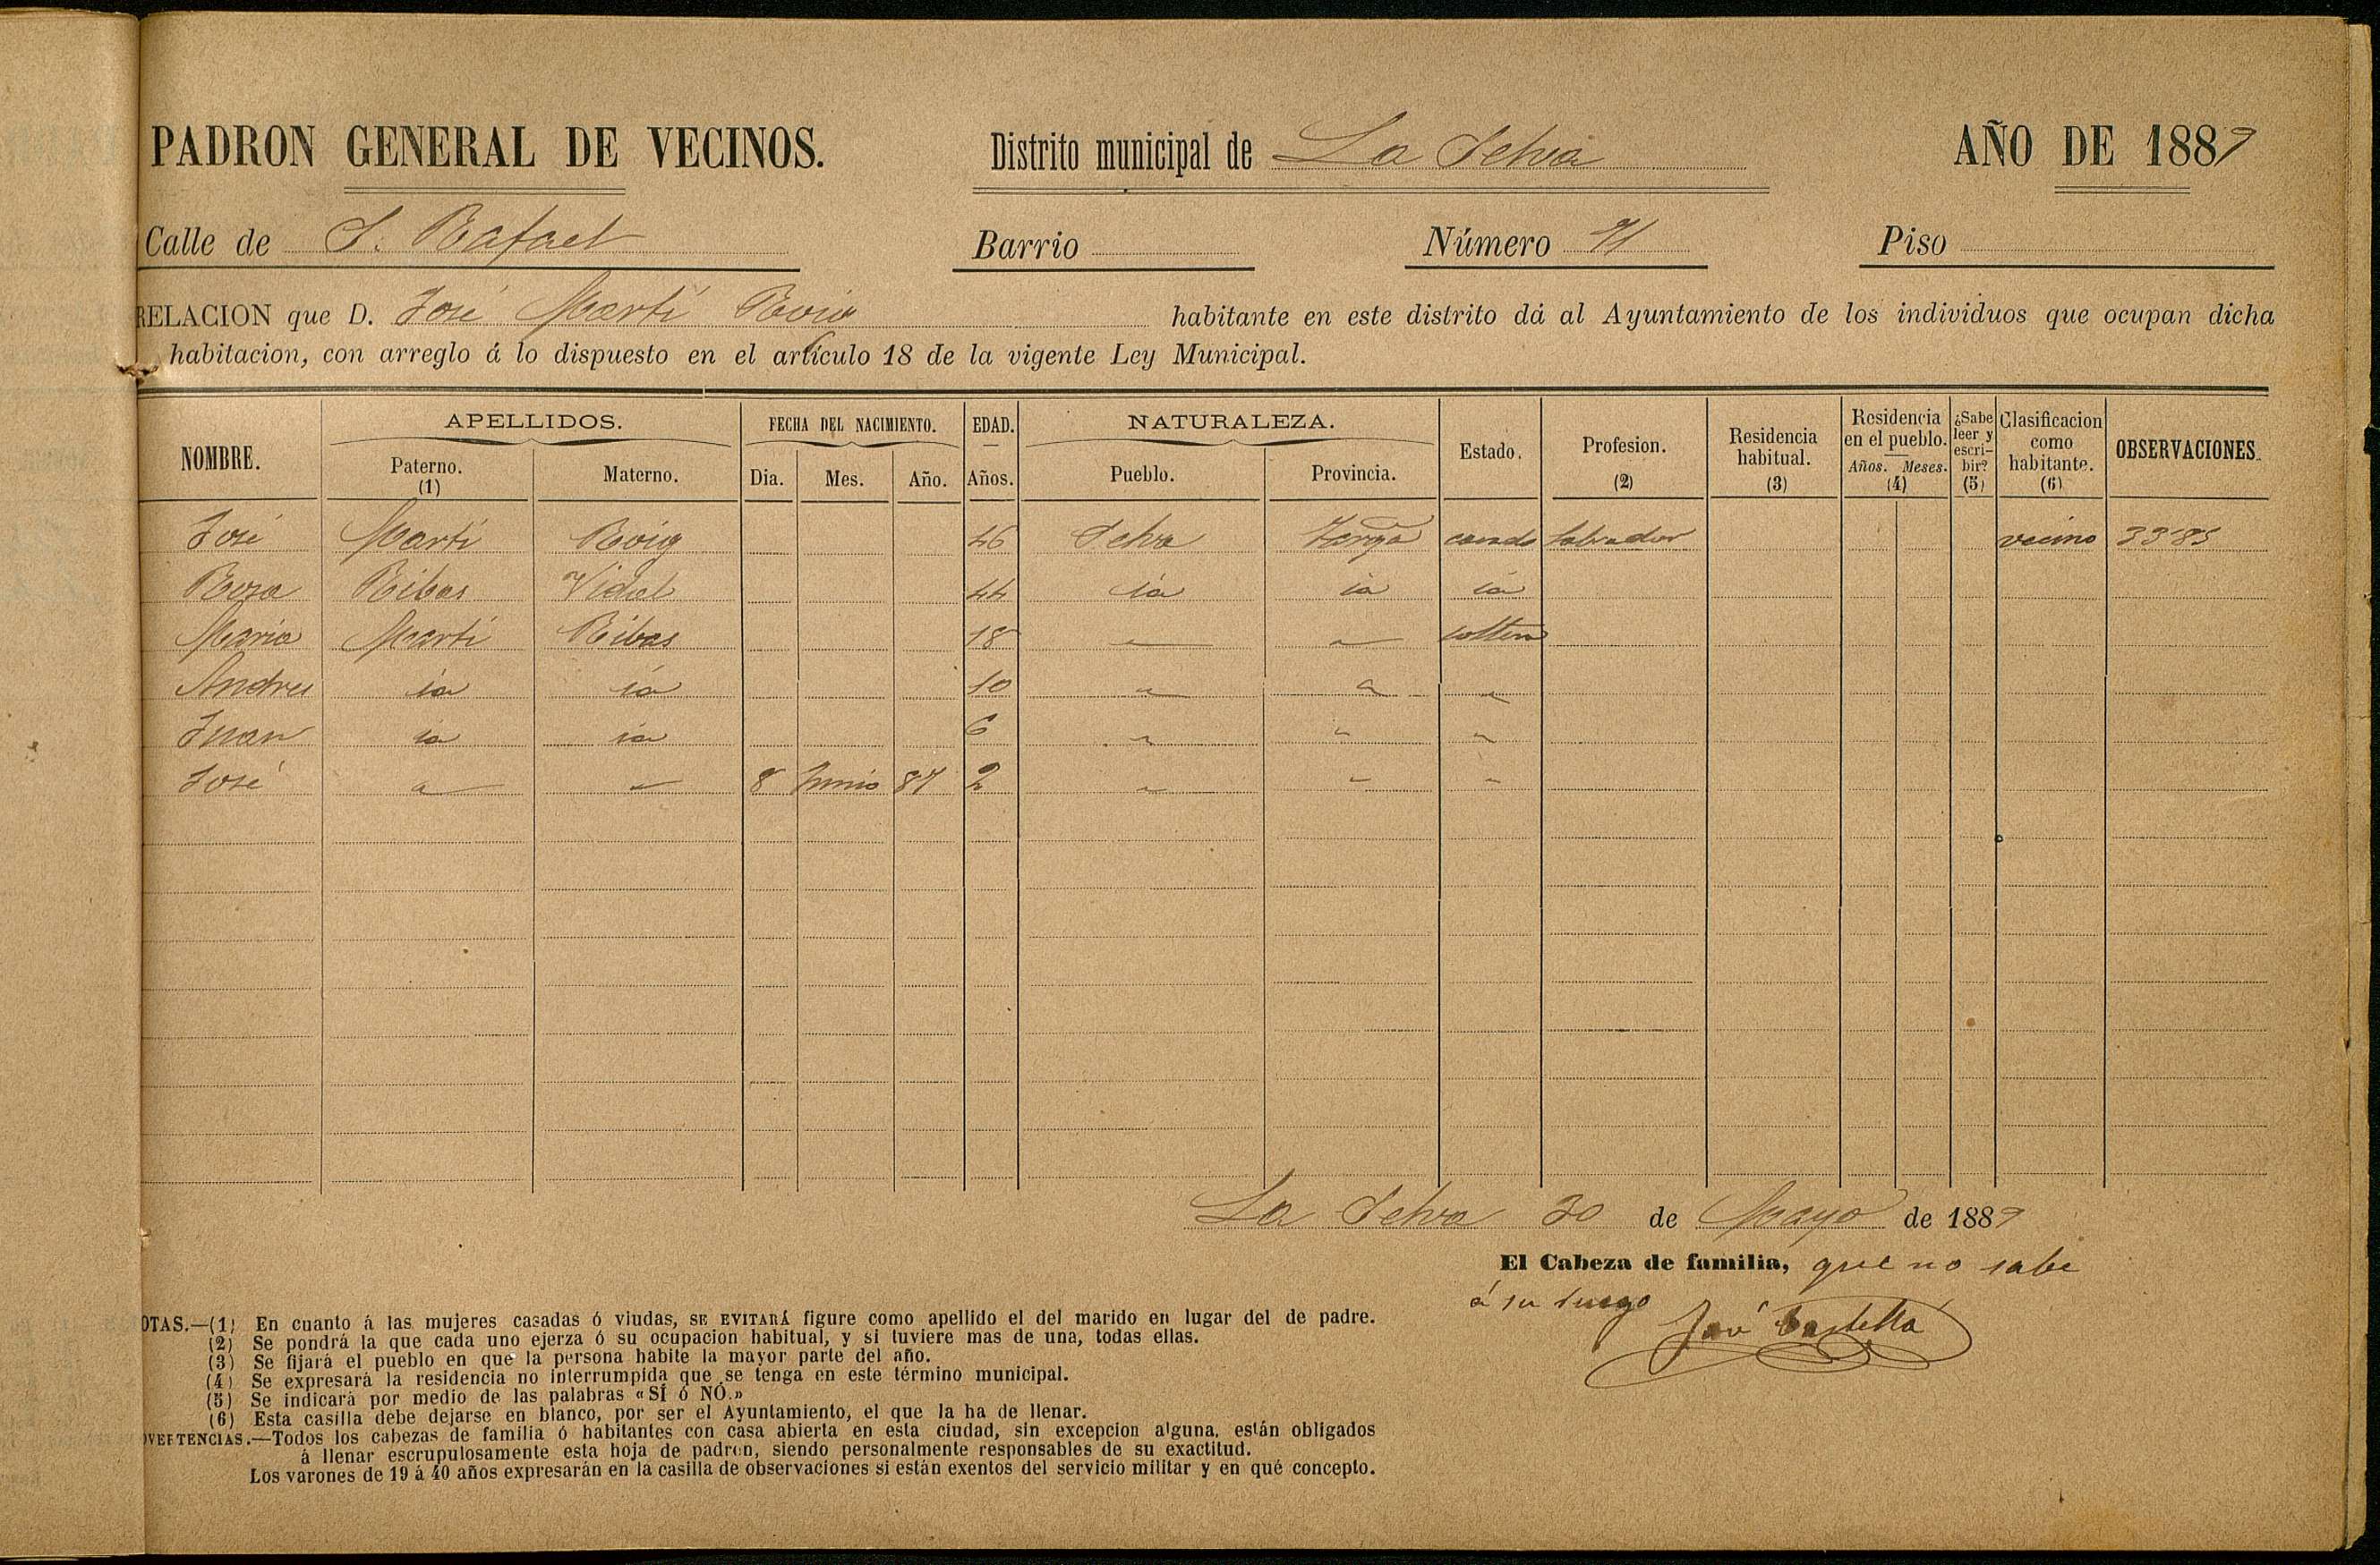 PADRON GENERAL DE VECINOS. Distrito municipal de La Selva AÑO DE 1889
Calle de S. Rafael Barrio Número Piso
RELACION que D. José Martí Roig habitante en este distrito dá al Ayuntamiento de los individuos que ocupan dicha
habitacion, con arreglo á lo dispuesto en el artículo 18 de la vigente Ley Municipal.
NOMBRE. APELLIDOS. FECHA DEL NACIMIENTO. EDAD. NATURALEZA. Estado. Profesion. (2) Residencia habitual. (3) Residencia en el pueblo. Años. Meses. (4) ¿Sabe leer y escribir? (5) Clasificacion como habitante. (6) OBSERVACIONES.
Paterno. (1) Materno. Dia. Mes. Año. Años. Pueblo. Provincia.
José Martí Roig 46 Selva casado labrador vecino 33'85
Rosa Ribas Vidal 44 id id id
Maria Martí Ribas 18 " "
Andreu id id 10 " " "
Juan id id 6 " " "
José " " 8 Junio 87 2 " " "
La Selva 30 de Mayo de 1889
El Cabeza de familia, que no sabe
á su ruego
José Castellá
OTAS.—(1) En cuanto á las mujeres casadas ó viudas, SE EVITARÁ figure como apellido el del marido en lugar del de padre.
(2) Se pondrá la que cada uno ejerza ó su ocupacion habitual, y si tuviere mas de una, todas ellas.
(3) Se fijará el pueblo en que la persona habite la mayor parte del año.
(4) Se expresará la residencia no interrumpida que se tenga en este término municipal.
(5) Se indicará por medio de las palabras «SÍ ó NÓ.»
(6) Esta casilla debe dejarse en blanco, por ser el Ayuntamiento, el que la ha de llenar.
DVERTENCIAS.—Todos los cabezas de familia ó habitantes con casa abierta en esta ciudad, sin excepcion alguna, están obligados
á llenar escrupulosamente esta hoja de padron, siendo personalmente responsables de su exactitud.
Los varones de 19 á 40 años expresarán en la casilla de observaciones si están exentos del servicio militar y en qué concepto.